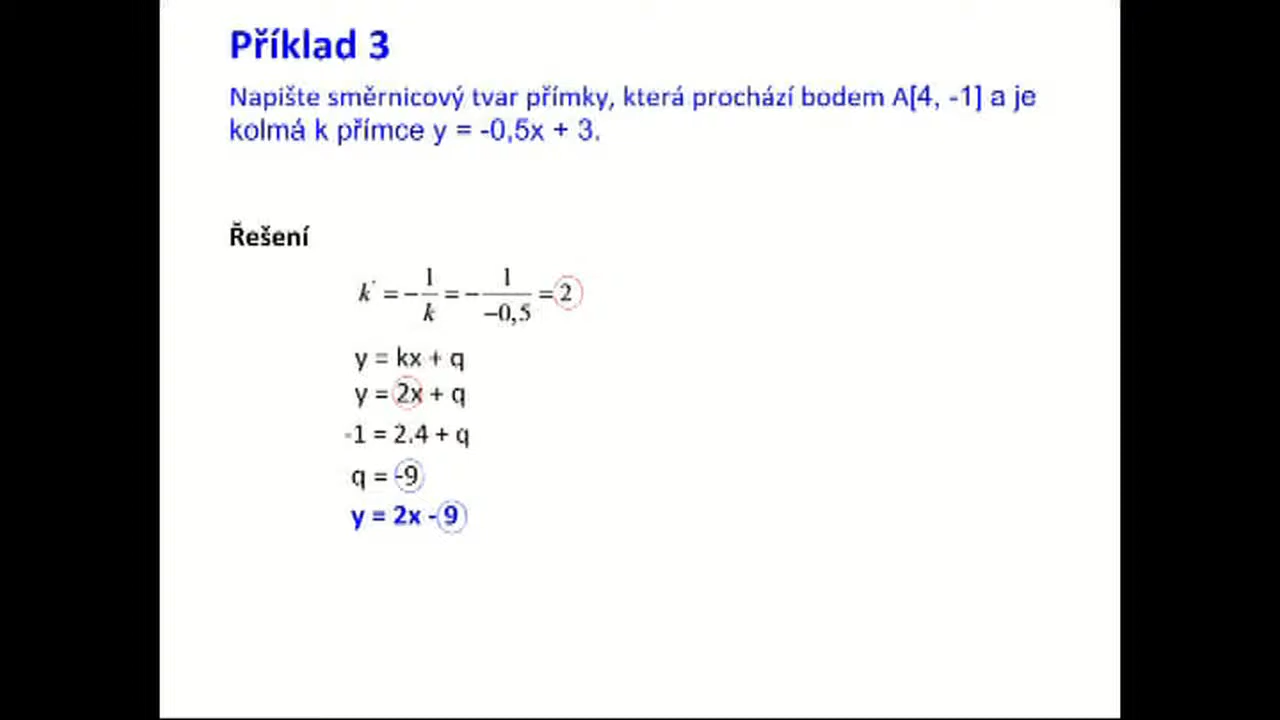 Příklad 3
Napište směrnicový tvar přímky, která prochází bodem A[4, -1] a je
kolmá k přímce y = -0,5x + 3.
Řešení
k' = -1/k = -1/-0,5 = 2
y = kx + q
y = 2x + q
-1 = 2.4 + q
q = -9
y = 2x - 9